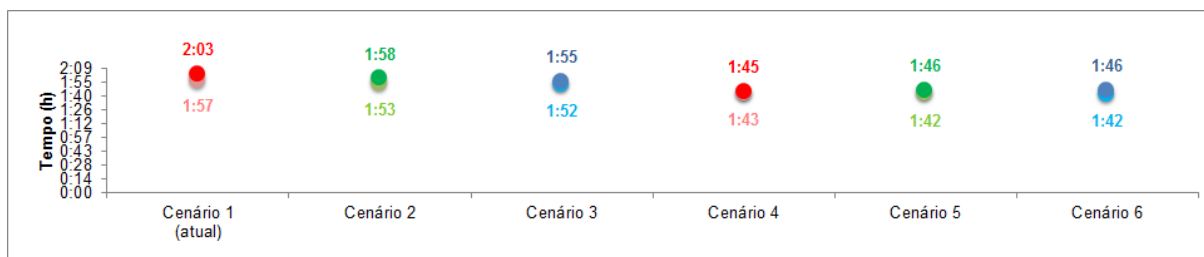 2:03
1:58
1:55
1:45
1:46
1:46
1:57
1:53
1:52
1:43
1:42
1:42
Tempo (h)
2:09
1:55
1:40
1:26
1:12
0:57
0:43
0:28
0:14
0:00
Cenário 1
(atual)
Cenário 2
Cenário 3
Cenário 4
Cenário 5
Cenário 6